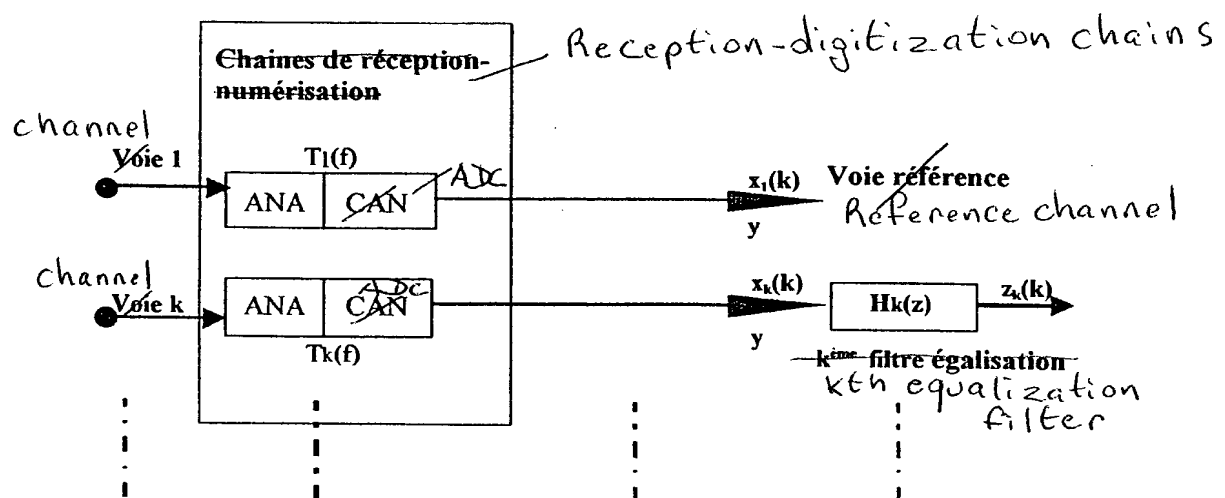 Chaines de réception-
numérisation
Reception-digitization chains
channel
Voie 1
T1(f)
ANA CAN ADC
x1(k)
y
Voie référence
Reference channel
channel
Voie k
ANA CAN ADC
Tk(f)
xk(k)
y
Hk(z)
zk(k)
kème filtre égalisation
kth equalization
filter